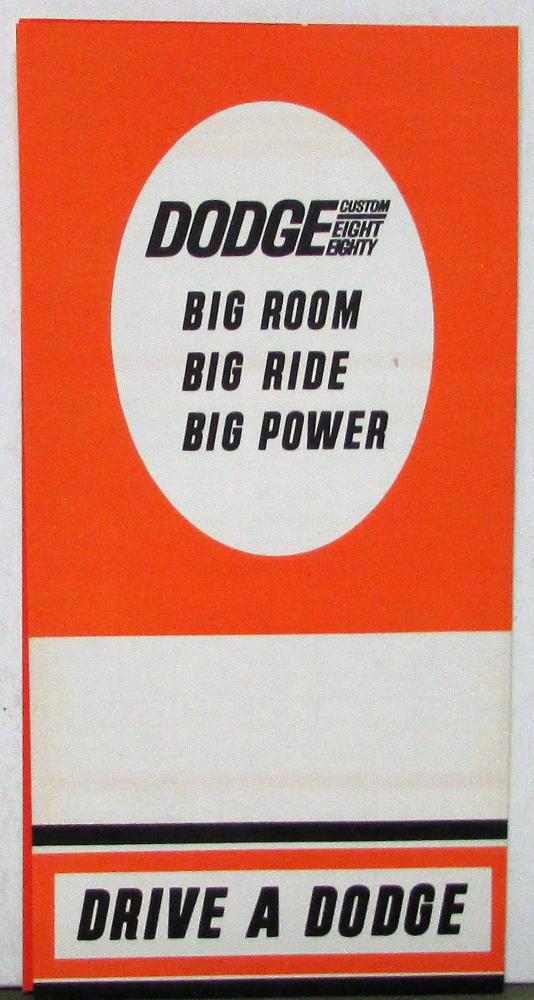 DODGE CUSTOM EIGHT EIGHTY
BIG ROOM
BIG RIDE
BIG POWER
DRIVE A DODGE